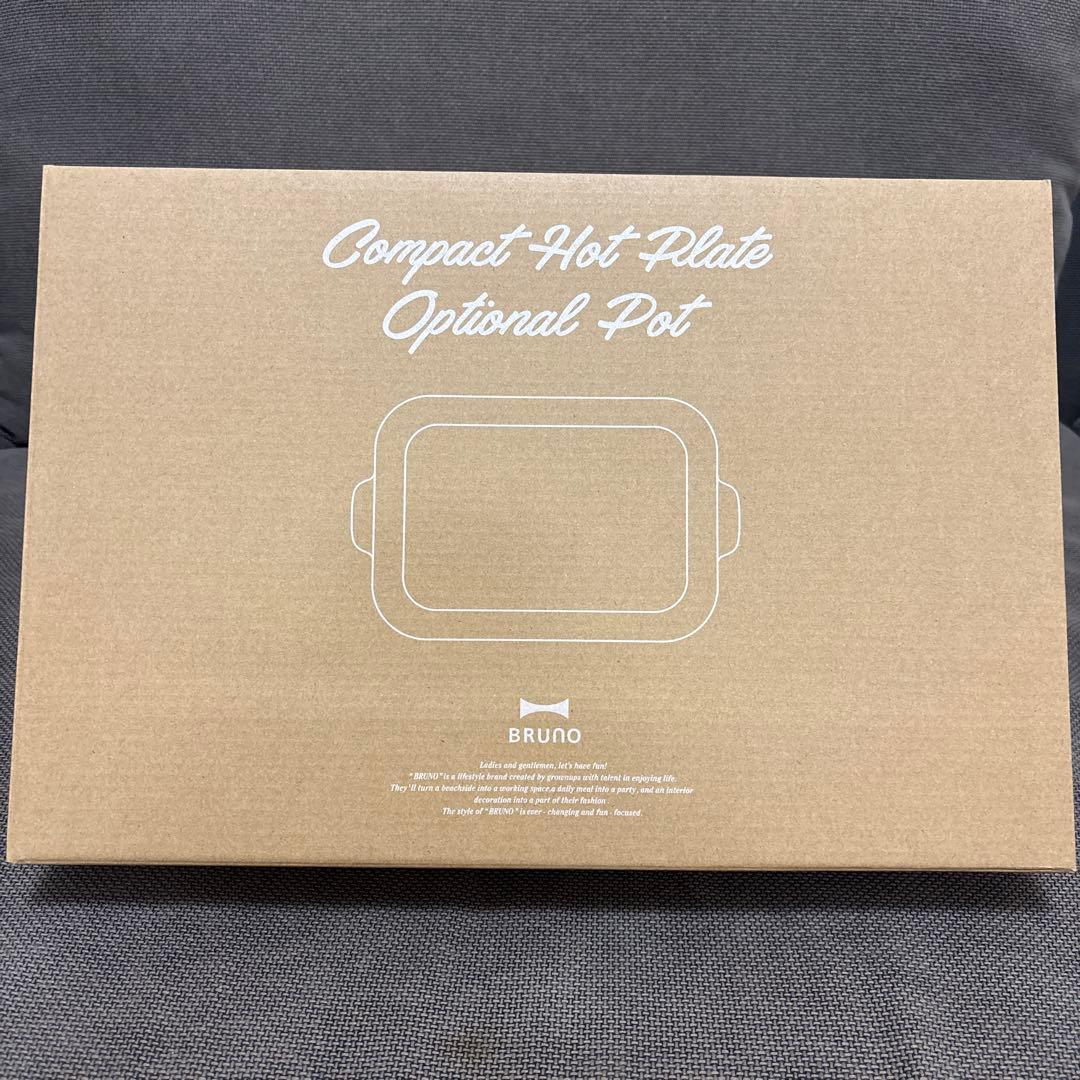 Compact Hot Plate
Optional Pot
BRUNO
Ladies and gentlemen, let's have fun!
"BRUNO" is a lifestyle brand created by grownups with talent in enjoying life.
They'll turn a beachside into a working space,a daily meal into a party, and an interior
decoration into a part of their fashion.
The style of "BRUNO" is ever - changing and fun - focused.